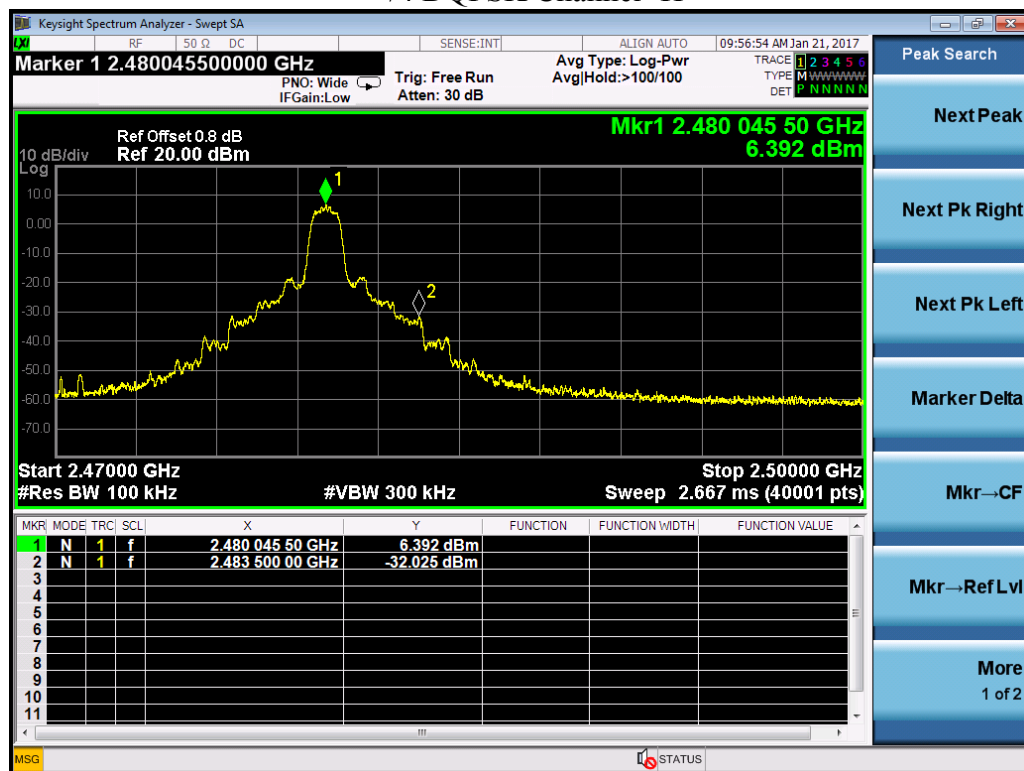 Keysight Spectrum Analyzer - Swept SA
LXI RF 50 Ω DC SENSE:INT ALIGN AUTO 09:56:54 AM Jan 21, 2017
Marker 1 2.480045500000 GHz
PNO: Wide
IFGain:Low
Trig: Free Run
Atten: 30 dB
Avg Type: Log-Pwr
Avg|Hold:>100/100
TRACE 1 2 3 4 5 6
TYPE M WWWWW
DET P N N N N N
Ref Offset 0.8 dB
10 dB/div Ref 20.00 dBm
Log
Mkr1 2.480 045 50 GHz
6.392 dBm
10.0
0.00
-10.0
-20.0
-30.0
-40.0
-50.0
-60.0
-70.0
1
2
Start 2.47000 GHz Stop 2.50000 GHz
#Res BW 100 kHz #VBW 300 kHz Sweep 2.667 ms (40001 pts)
MKR MODE TRC SCL X Y FUNCTION FUNCTION WIDTH FUNCTION VALUE
1 N 1 f 2.480 045 50 GHz 6.392 dBm
2 N 1 f 2.483 500 00 GHz -32.025 dBm
3
4
5
6
7
8
9
10
11
MSG STATUS
Peak Search
Next Peak
Next Pk Right
Next Pk Left
Marker Delta
Mkr→CF
Mkr→Ref Lvl
More
1 of 2